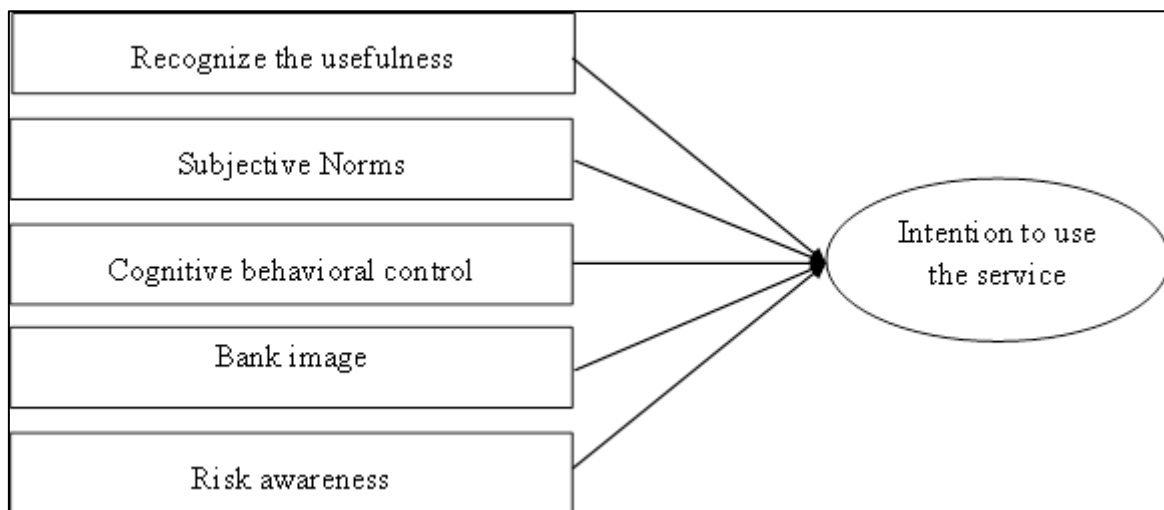 Recognize the usefulness
Subjective Norms
Cognitive behavioral control
Bank image
Risk awareness
Intention to use
the service